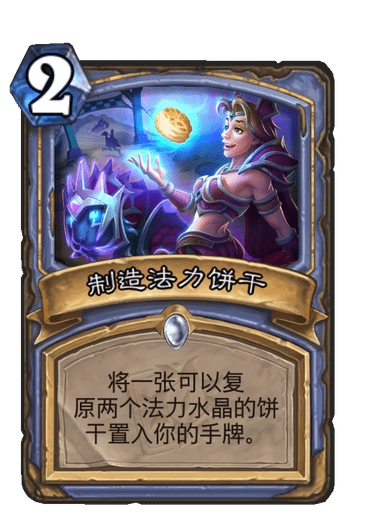 2
制造法力饼干
将一张可以复
原两个法力水晶的饼
干置入你的手牌。